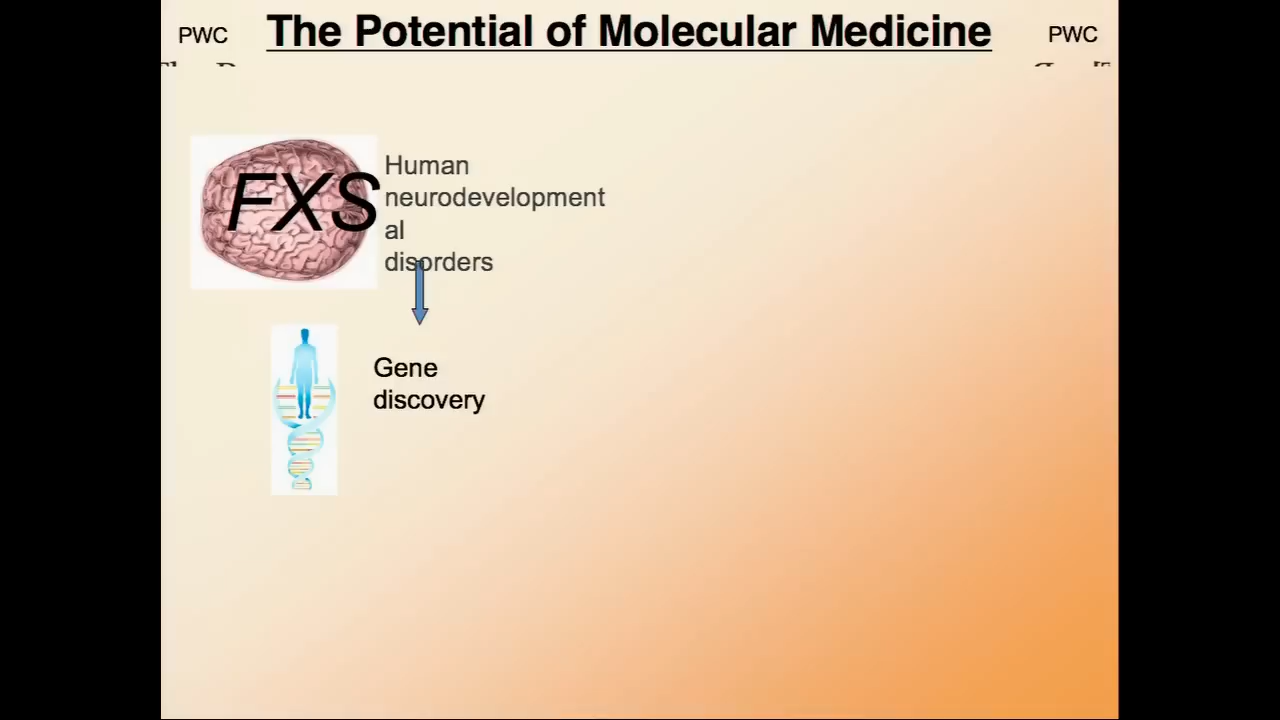 PWC The Potential of Molecular Medicine PWC
FXS
Human
neurodevelopment
al
disorders
Gene
discovery